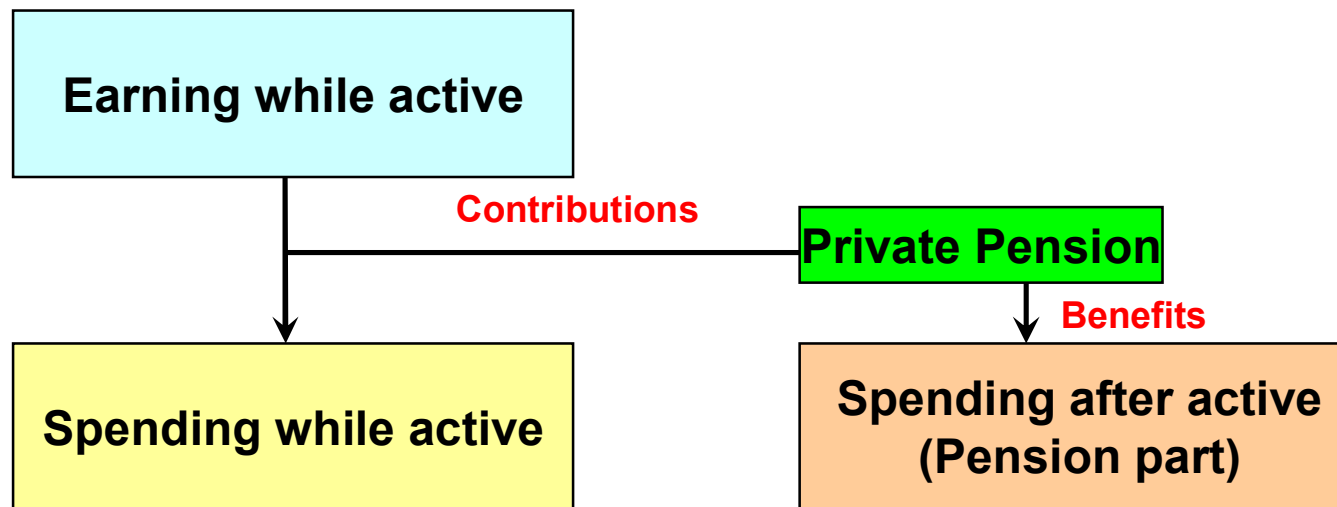 Earning while active
Contributions
Private Pension
Benefits
Spending while active
Spending after active
(Pension part)